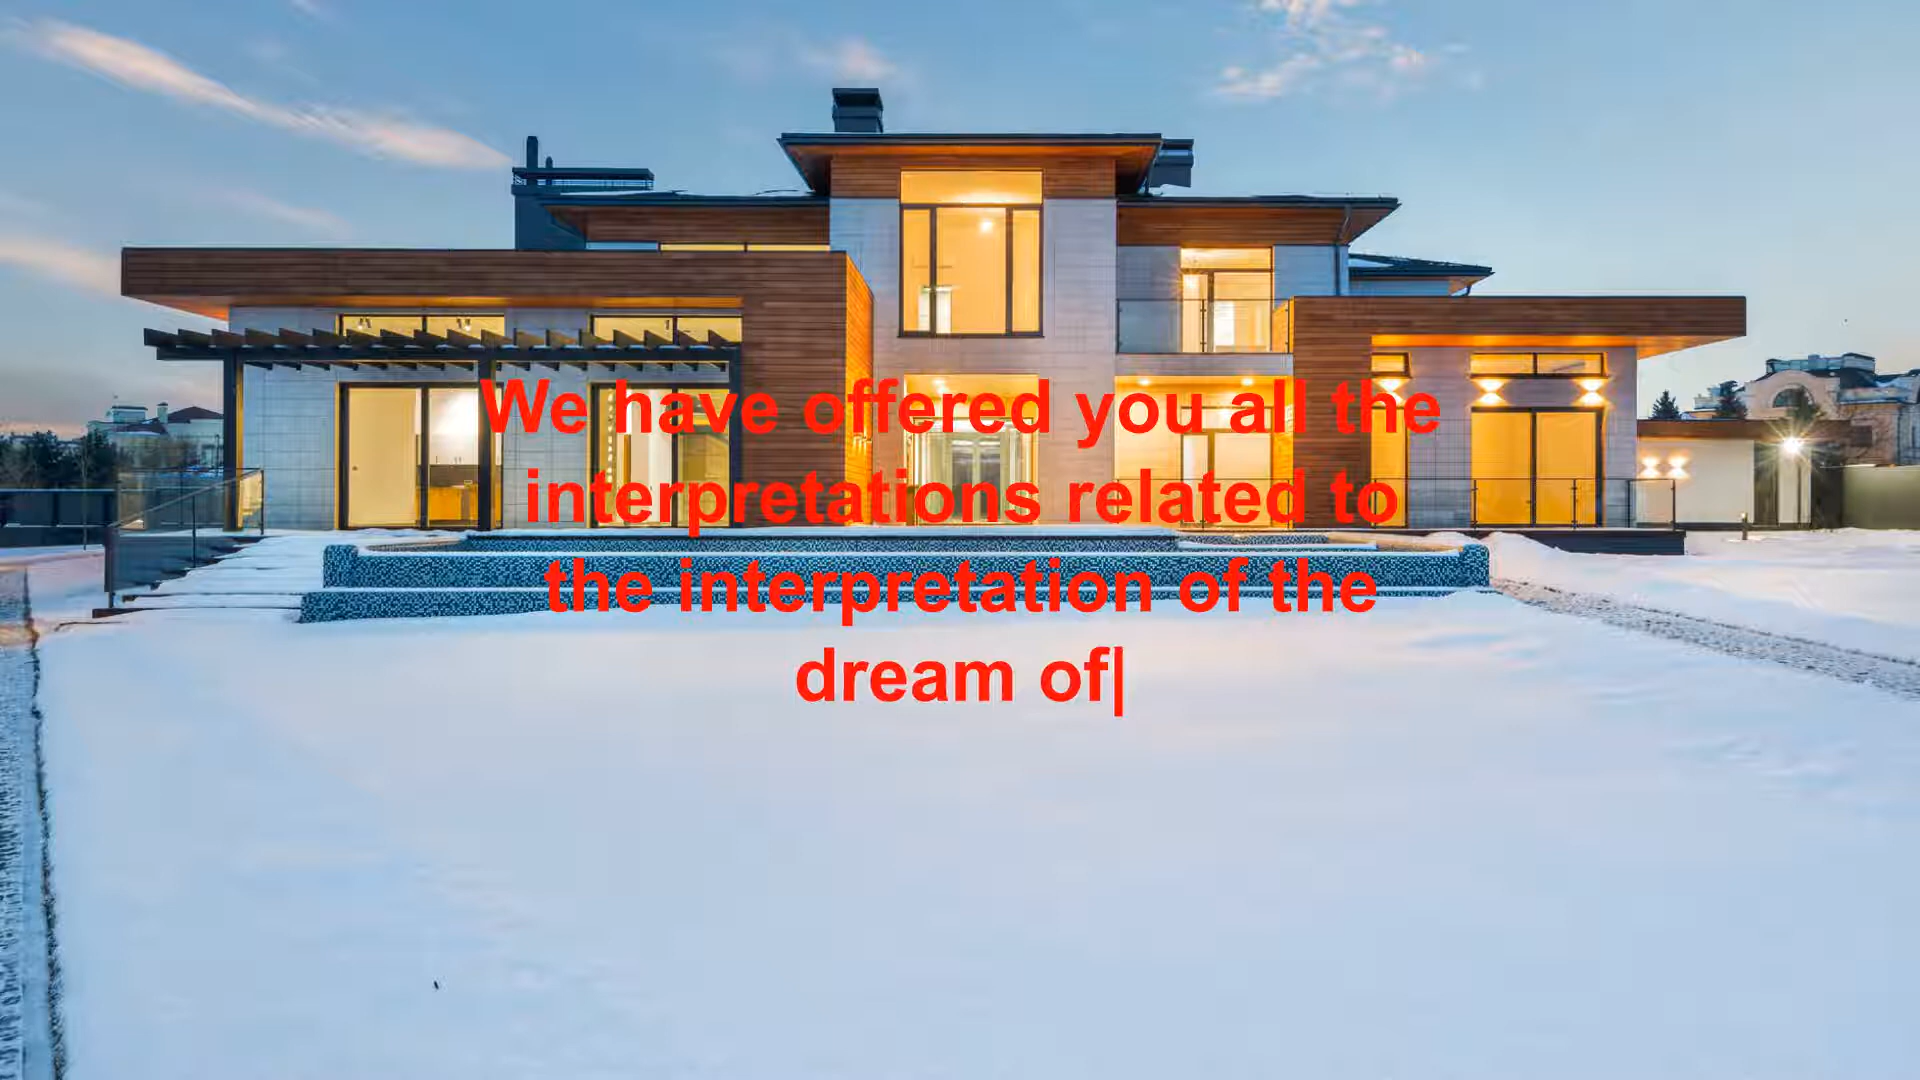 We have offered you all the
interpretations related to
the interpretation of the
dream of|